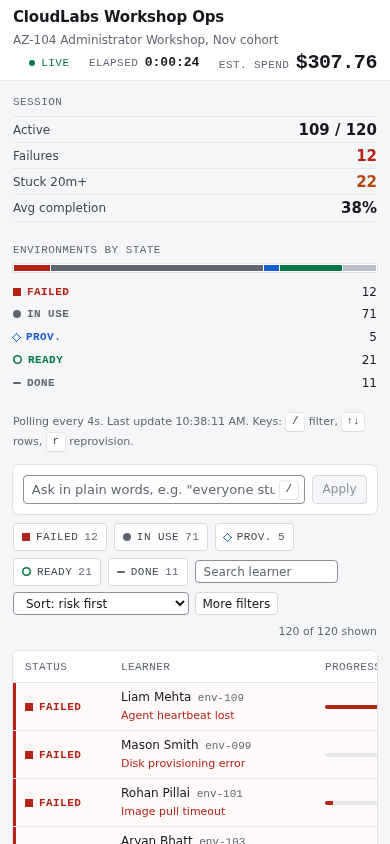 CloudLabs Workshop Ops
AZ-104 Administrator Workshop, Nov cohort
LIVE ELAPSED 0:00:24 EST. SPEND $307.76
SESSION
Active 109 / 120
Failures 12
Stuck 20m+ 22
Avg completion 38%
ENVIRONMENTS BY STATE
FAILED 12
IN USE 71
PROV. 5
READY 21
DONE 11
Polling every 4s. Last update 10:38:11 AM. Keys: / filter, ↑↓
rows, r reprovision.
Ask in plain words, e.g. "everyone stu / Apply
FAILED 12 IN USE 71 PROV. 5
READY 21 DONE 11 Search learner
Sort: risk first More filters
120 of 120 shown
STATUS LEARNER PROGRESS
FAILED Liam Mehta env-109
Agent heartbeat lost
FAILED Mason Smith env-099
Disk provisioning error
FAILED Rohan Pillai env-101
Image pull timeout
Aryan Bhatt env-103